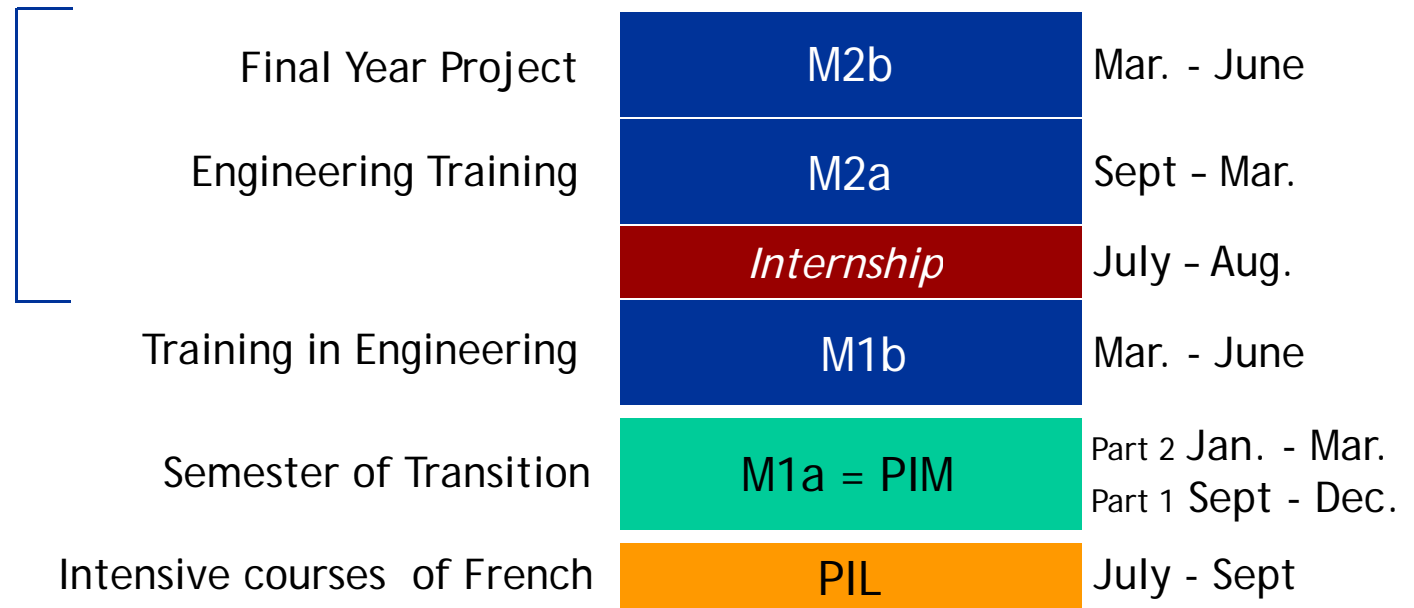 Final Year Project M2b Mar. - June
Engineering Training M2a Sept – Mar.
Internship July – Aug.
Training in Engineering M1b Mar. - June
Semester of Transition M1a = PIM Part 2 Jan. - Mar.
Part 1 Sept - Dec.
Intensive courses of French PIL July - Sept